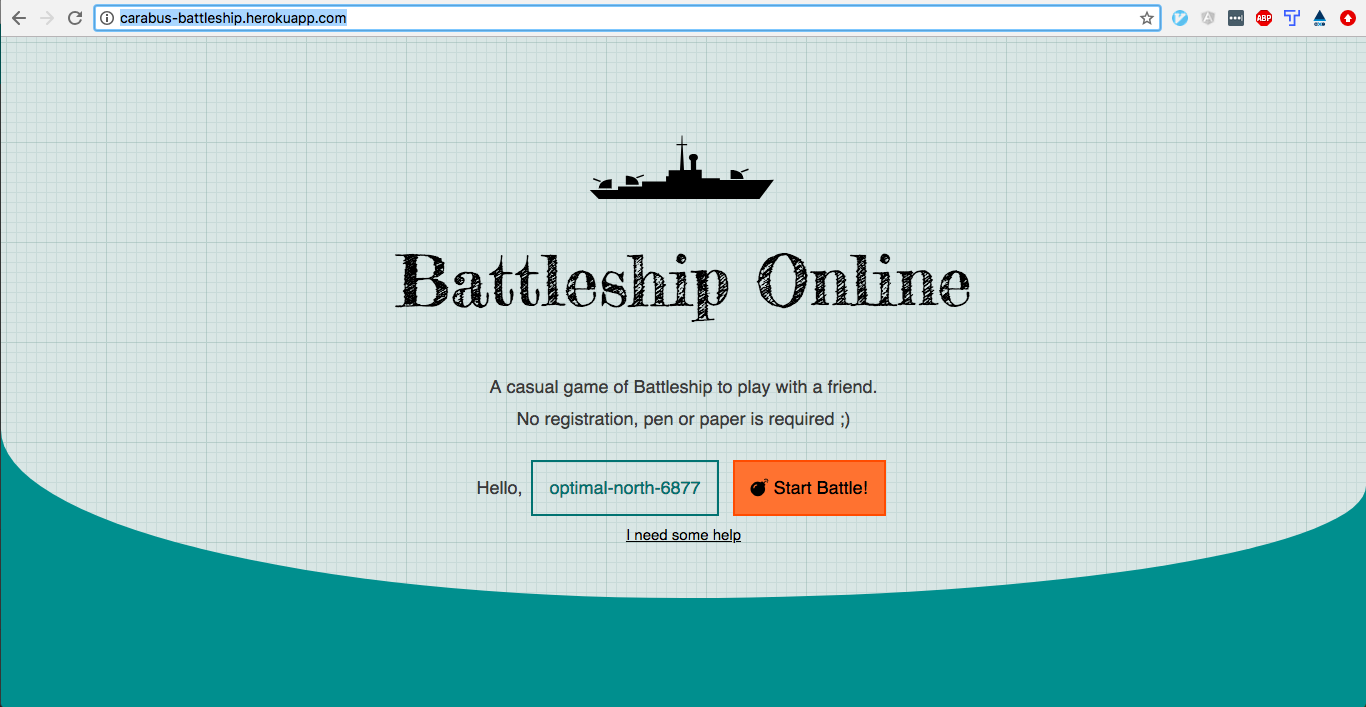 carabus-battleship.herokuapp.com
ABP
Battleship Online
A casual game of Battleship to play with a friend.
No registration, pen or paper is required ;)
Hello, optimal-north-6877 Start Battle!
I need some help